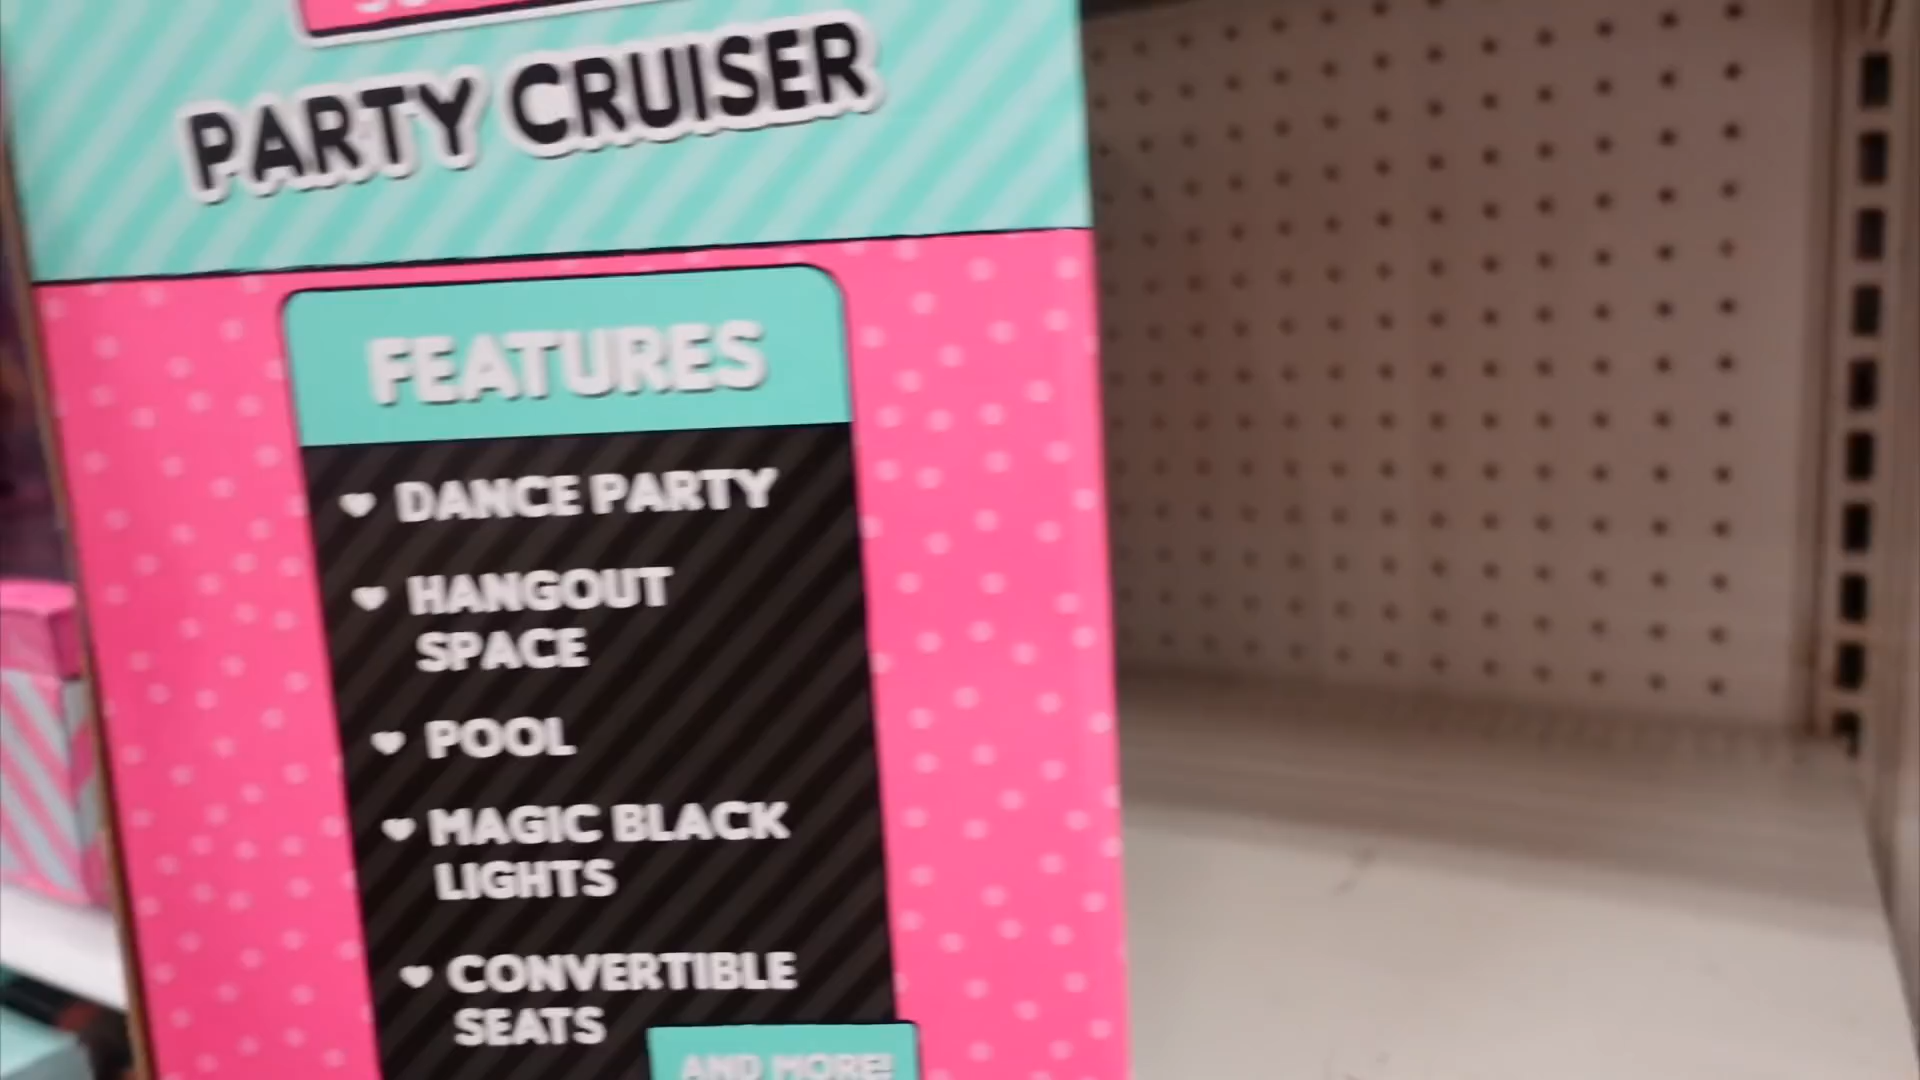 PARTY CRUISER
FEATURES
DANCE PARTY
HANGOUT
SPACE
POOL
MAGIC BLACK
LIGHTS
CONVERTIBLE
SEATS
AND MORE!